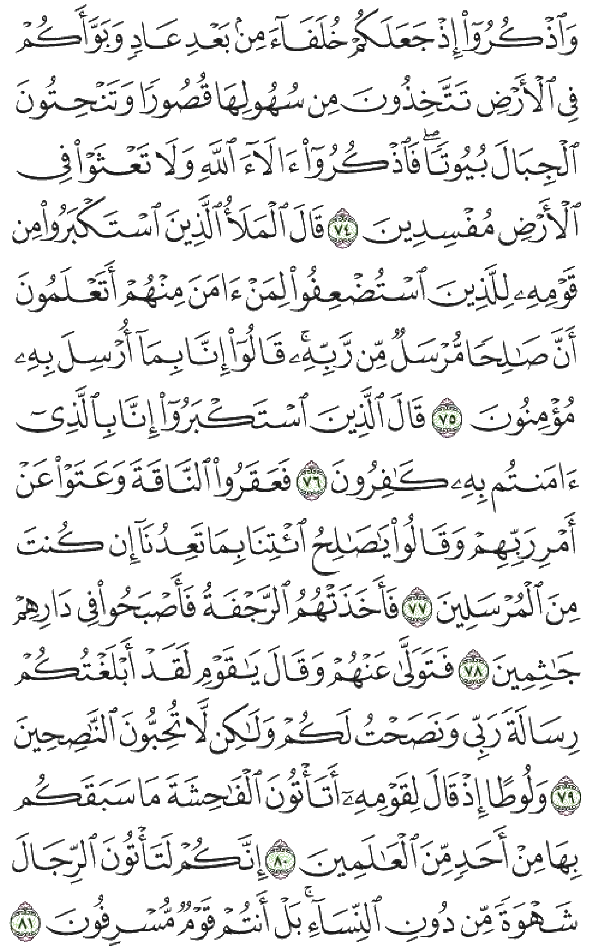 وَٱذۡكُرُوٓاْ إِذۡ جَعَلَكُمۡ خُلَفَآءَ مِنۢ بَعۡدِ عَادٖ وَبَوَّأَكُمۡ
فِي ٱلۡأَرۡضِ تَتَّخِذُونَ مِن سُهُولِهَا قُصُورٗا وَتَنۡحِتُونَ
ٱلۡجِبَالَ بُيُوتٗاۖ فَٱذۡكُرُوٓاْ ءَالَآءَ ٱللَّهِ وَلَا تَعۡثَوۡاْ فِي
ٱلۡأَرۡضِ مُفۡسِدِينَ ٧٤ قَالَ ٱلۡمَلَأُ ٱلَّذِينَ ٱسۡتَكۡبَرُواْ مِن
قَوۡمِهِۦ لِلَّذِينَ ٱسۡتُضۡعِفُواْ لِمَنۡ ءَامَنَ مِنۡهُمۡ أَتَعۡلَمُونَ
أَنَّ صَٰلِحٗا مُّرۡسَلٞ مِّن رَّبِّهِۦۚ قَالُوٓاْ إِنَّا بِمَآ أُرۡسِلَ بِهِۦ
مُؤۡمِنُونَ ٧٥ قَالَ ٱلَّذِينَ ٱسۡتَكۡبَرُوٓاْ إِنَّا بِٱلَّذِيٓ
ءَامَنتُم بِهِۦ كَٰفِرُونَ ٧٦ فَعَقَرُواْ ٱلنَّاقَةَ وَعَتَوۡاْ عَنۡ
أَمۡرِ رَبِّهِمۡ وَقَالُواْ يَٰصَٰلِحُ ٱئۡتِنَا بِمَا تَعِدُنَآ إِن كُنتَ
مِنَ ٱلۡمُرۡسَلِينَ ٧٧ فَأَخَذَتۡهُمُ ٱلرَّجۡفَةُ فَأَصۡبَحُواْ فِي دَارِهِمۡ
جَٰثِمِينَ ٧٨ فَتَوَلَّىٰ عَنۡهُمۡ وَقَالَ يَٰقَوۡمِ لَقَدۡ أَبۡلَغۡتُكُمۡ
رِسَالَةَ رَبِّي وَنَصَحۡتُ لَكُمۡ وَلَٰكِن لَّا تُحِبُّونَ ٱلنَّٰصِحِينَ
٧٩ وَلُوطًا إِذۡ قَالَ لِقَوۡمِهِۦٓ أَتَأۡتُونَ ٱلۡفَٰحِشَةَ مَا سَبَقَكُم
بِهَا مِنۡ أَحَدٖ مِّنَ ٱلۡعَٰلَمِينَ ٨٠ إِنَّكُمۡ لَتَأۡتُونَ ٱلرِّجَالَ
شَهۡوَةٗ مِّن دُونِ ٱلنِّسَآءِۚ بَلۡ أَنتُمۡ قَوۡمٞ مُّسۡرِفُونَ ٨١